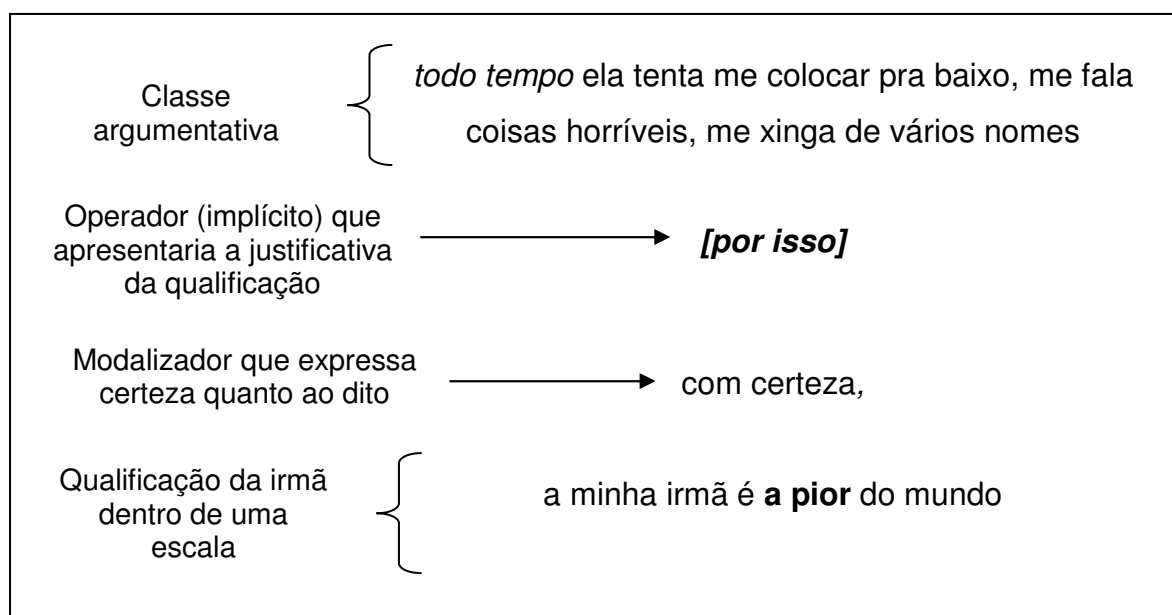 Classe
argumentativa
todo tempo ela tenta me colocar pra baixo, me fala
coisas horríveis, me xinga de vários nomes
Operador (implícito) que
apresentaria a justificativa
da qualificação
[por isso]
Modalizador que expressa
certeza quanto ao dito
com certeza,
Qualificação da irmã
dentro de uma
escala
a minha irmã é a pior do mundo